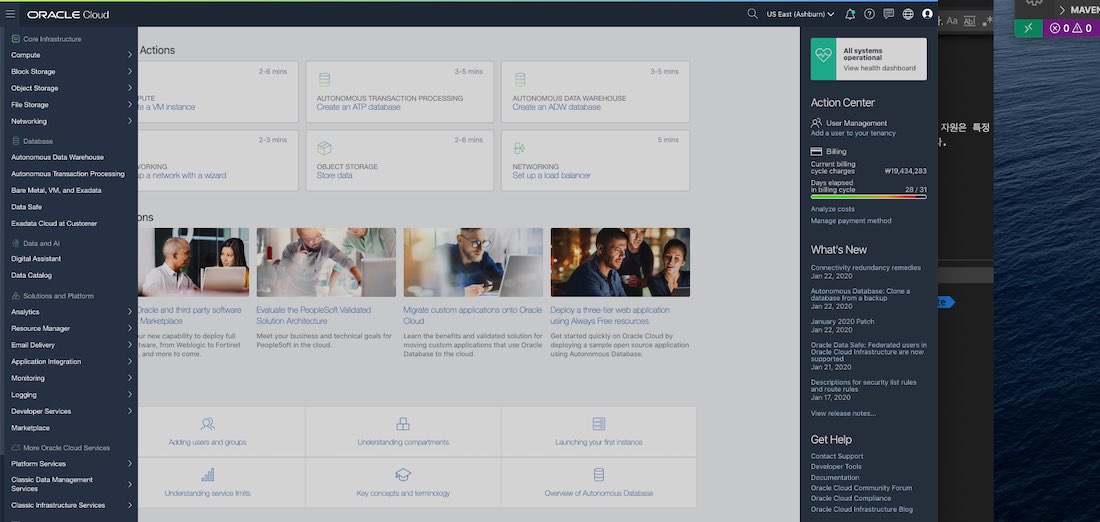 ORACLE Cloud
US East (Ashburn)
Core Infrastructure
Compute
Block Storage
Object Storage
File Storage
Networking
Database
Autonomous Data Warehouse
Autonomous Transaction Processing
Bare Metal, VM, and Exadata
Data Safe
Exadata Cloud at Customer
Data and AI
Digital Assistant
Data Catalog
Solutions and Platform
Analytics
Resource Manager
Email Delivery
Application Integration
Monitoring
Logging
Developer Services
Marketplace
More Oracle Cloud Services
Platform Services
Classic Data Management
Services
Classic Infrastructure Services
Actions
2-6 mins
PUTE
te a VM instance
3-5 mins
AUTONOMOUS TRANSACTION PROCESSING
Create an ATP database
3-5 mins
AUTONOMOUS DATA WAREHOUSE
Create an ADW database
2-3 mins
VORKING
up a network with a wizard
2-6 mins
OBJECT STORAGE
Store data
5 mins
NETWORKING
Set up a load balancer
ons
Oracle and third party software
Marketplace
our new capability to deploy full
tware, from Weblogic to Fortinet
, and more to come.
Evaluate the PeopleSoft Validated
Solution Architecture
Meet your business and technical goals for
PeopleSoft in the cloud.
Migrate custom applications onto Oracle
Cloud
Learn the benefits and validated solution for
moving custom applications that use Oracle
Database to the cloud.
Deploy a three-tier web application
using Always Free resources.
Get started quickly on Oracle Cloud by
deploying a sample open source application
using Autonomous Database.
Adding users and groups
Understanding compartments
Launching your first instance
Understanding service limits
Key concepts and terminology
Overview of Autonomous Database
All systems
operational
View health dashboard
Action Center
User Management
Add a user to your tenancy
Billing
Current billing
cycle charges
₩19,434,283
Days elapsed
in billing cycle
28 / 31
Analyze costs
Manage payment method
What's New
Connectivity redundancy remedies
Jan 22, 2020
Autonomous Database: Clone a
database from a backup
Jan 22, 2020
January 2020 Patch
Jan 22, 2020
Oracle Data Safe: Federated users in
Oracle Cloud Infrastructure are now
supported
Jan 21, 2020
Descriptions for security list rules
and route rules
Jan 17, 2020
View release notes...
Get Help
Contact Support
Developer Tools
Documentation
Oracle Cloud Community Forum
Oracle Cloud Compliance
Oracle Cloud Infrastructure Blog
Aa Ab .*
자원은 특정
다.
te
MAVEN
0 0